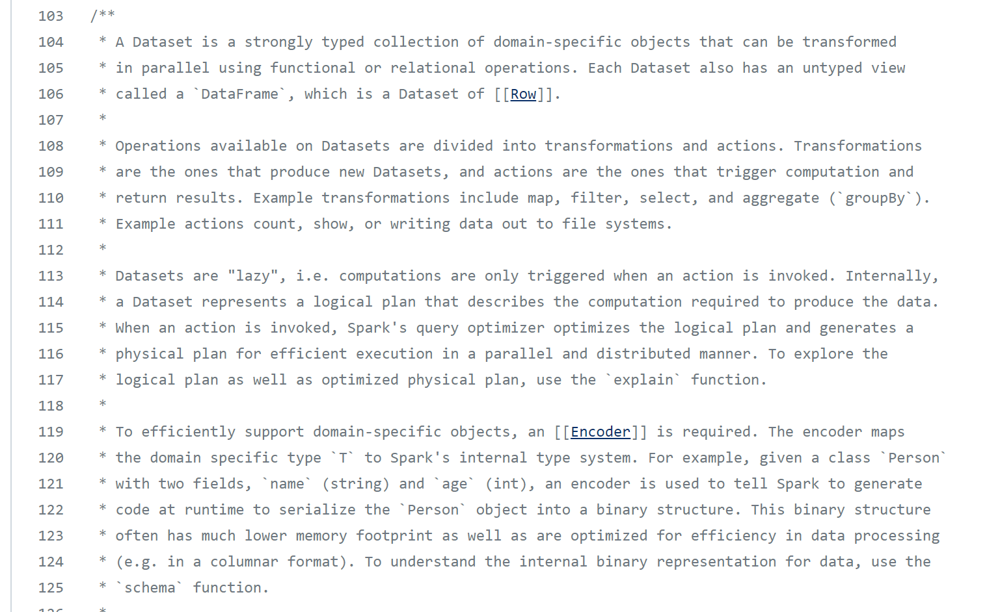 103 /**
104  * A Dataset is a strongly typed collection of domain-specific objects that can be transformed
105  * in parallel using functional or relational operations. Each Dataset also has an untyped view
106  * called a `DataFrame`, which is a Dataset of [[Row]].
107  *
108  * Operations available on Datasets are divided into transformations and actions. Transformations
109  * are the ones that produce new Datasets, and actions are the ones that trigger computation and
110  * return results. Example transformations include map, filter, select, and aggregate (`groupBy`).
111  * Example actions count, show, or writing data out to file systems.
112  *
113  * Datasets are "lazy", i.e. computations are only triggered when an action is invoked. Internally,
114  * a Dataset represents a logical plan that describes the computation required to produce the data.
115  * When an action is invoked, Spark's query optimizer optimizes the logical plan and generates a
116  * physical plan for efficient execution in a parallel and distributed manner. To explore the
117  * logical plan as well as optimized physical plan, use the `explain` function.
118  *
119  * To efficiently support domain-specific objects, an [[Encoder]] is required. The encoder maps
120  * the domain specific type `T` to Spark's internal type system. For example, given a class `Person`
121  * with two fields, `name` (string) and `age` (int), an encoder is used to tell Spark to generate
122  * code at runtime to serialize the `Person` object into a binary structure. This binary structure
123  * often has much lower memory footprint as well as are optimized for efficiency in data processing
124  * (e.g. in a columnar format). To understand the internal binary representation for data, use the
125  * `schema` function.
126  *